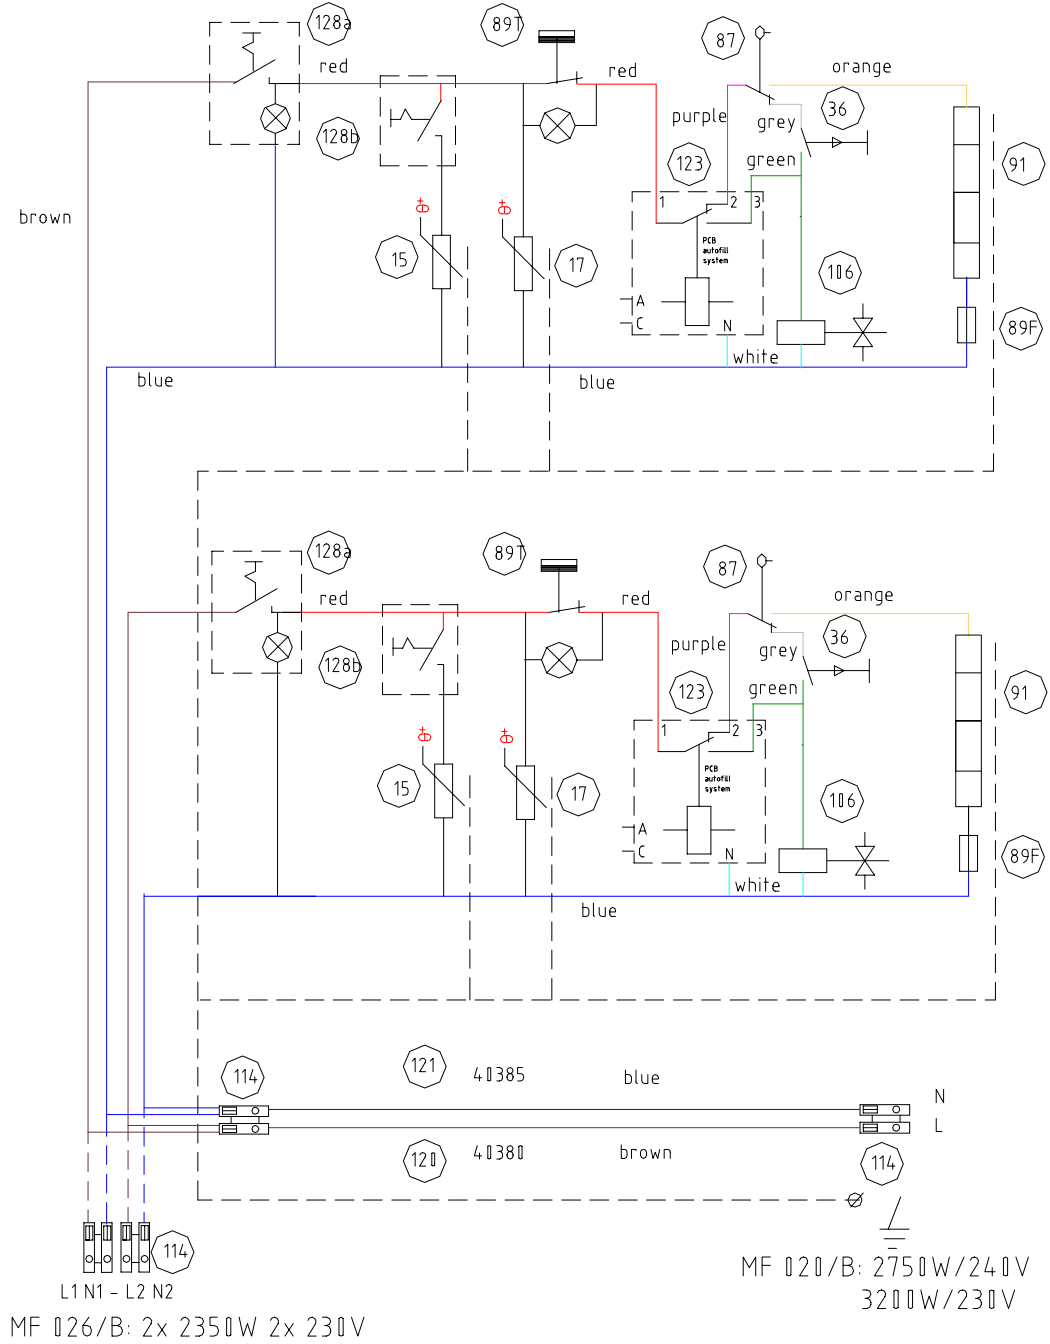 128a
89T
87
red
red
orange
36
purple
grey
128b
123
green
91
brown
1
2
3
θ+
θ+
PCB
autofill
system
15
17
106
A
C
N
89F
white
blue
blue
128a
89T
87
red
red
orange
36
purple
grey
128b
123
green
91
1
2
3
θ+
θ+
PCB
autofill
system
15
17
106
A
C
N
89F
white
blue
121
40385
blue
114
N
L
120
40380
brown
114
114
L1 N1 - L2 N2
MF 020/B: 2750W/240V
3200W/230V
MF 026/B: 2x 2350W 2x 230V